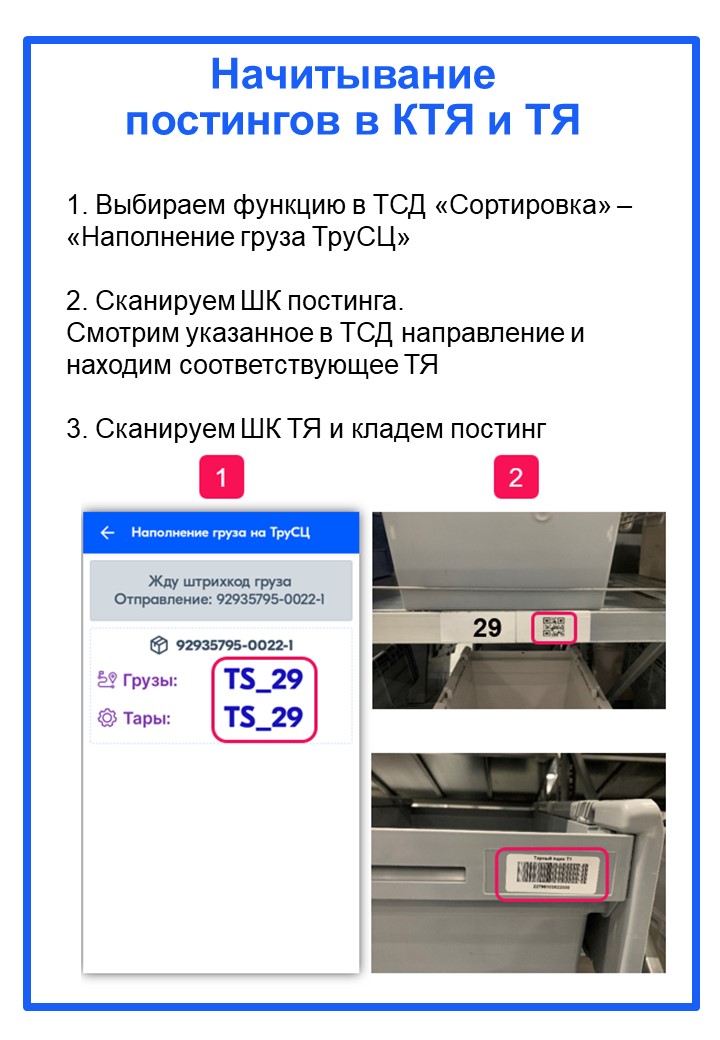 Начитывание
постингов в КТЯ и ТЯ
1. Выбираем функцию в ТСД «Сортировка» –
«Наполнение груза ТруСЦ»
2. Сканируем ШК постинга.
Смотрим указанное в ТСД направление и
находим соответствующее ТЯ
3. Сканируем ШК ТЯ и кладем постинг
1
2
Наполнение груза на ТруСЦ
Жду штрихкод груза
Отправление: 92935795-0022-1
92935795-0022-1
Грузы: TS_29
Тары: TS_29
29
Тарный ящик Т1